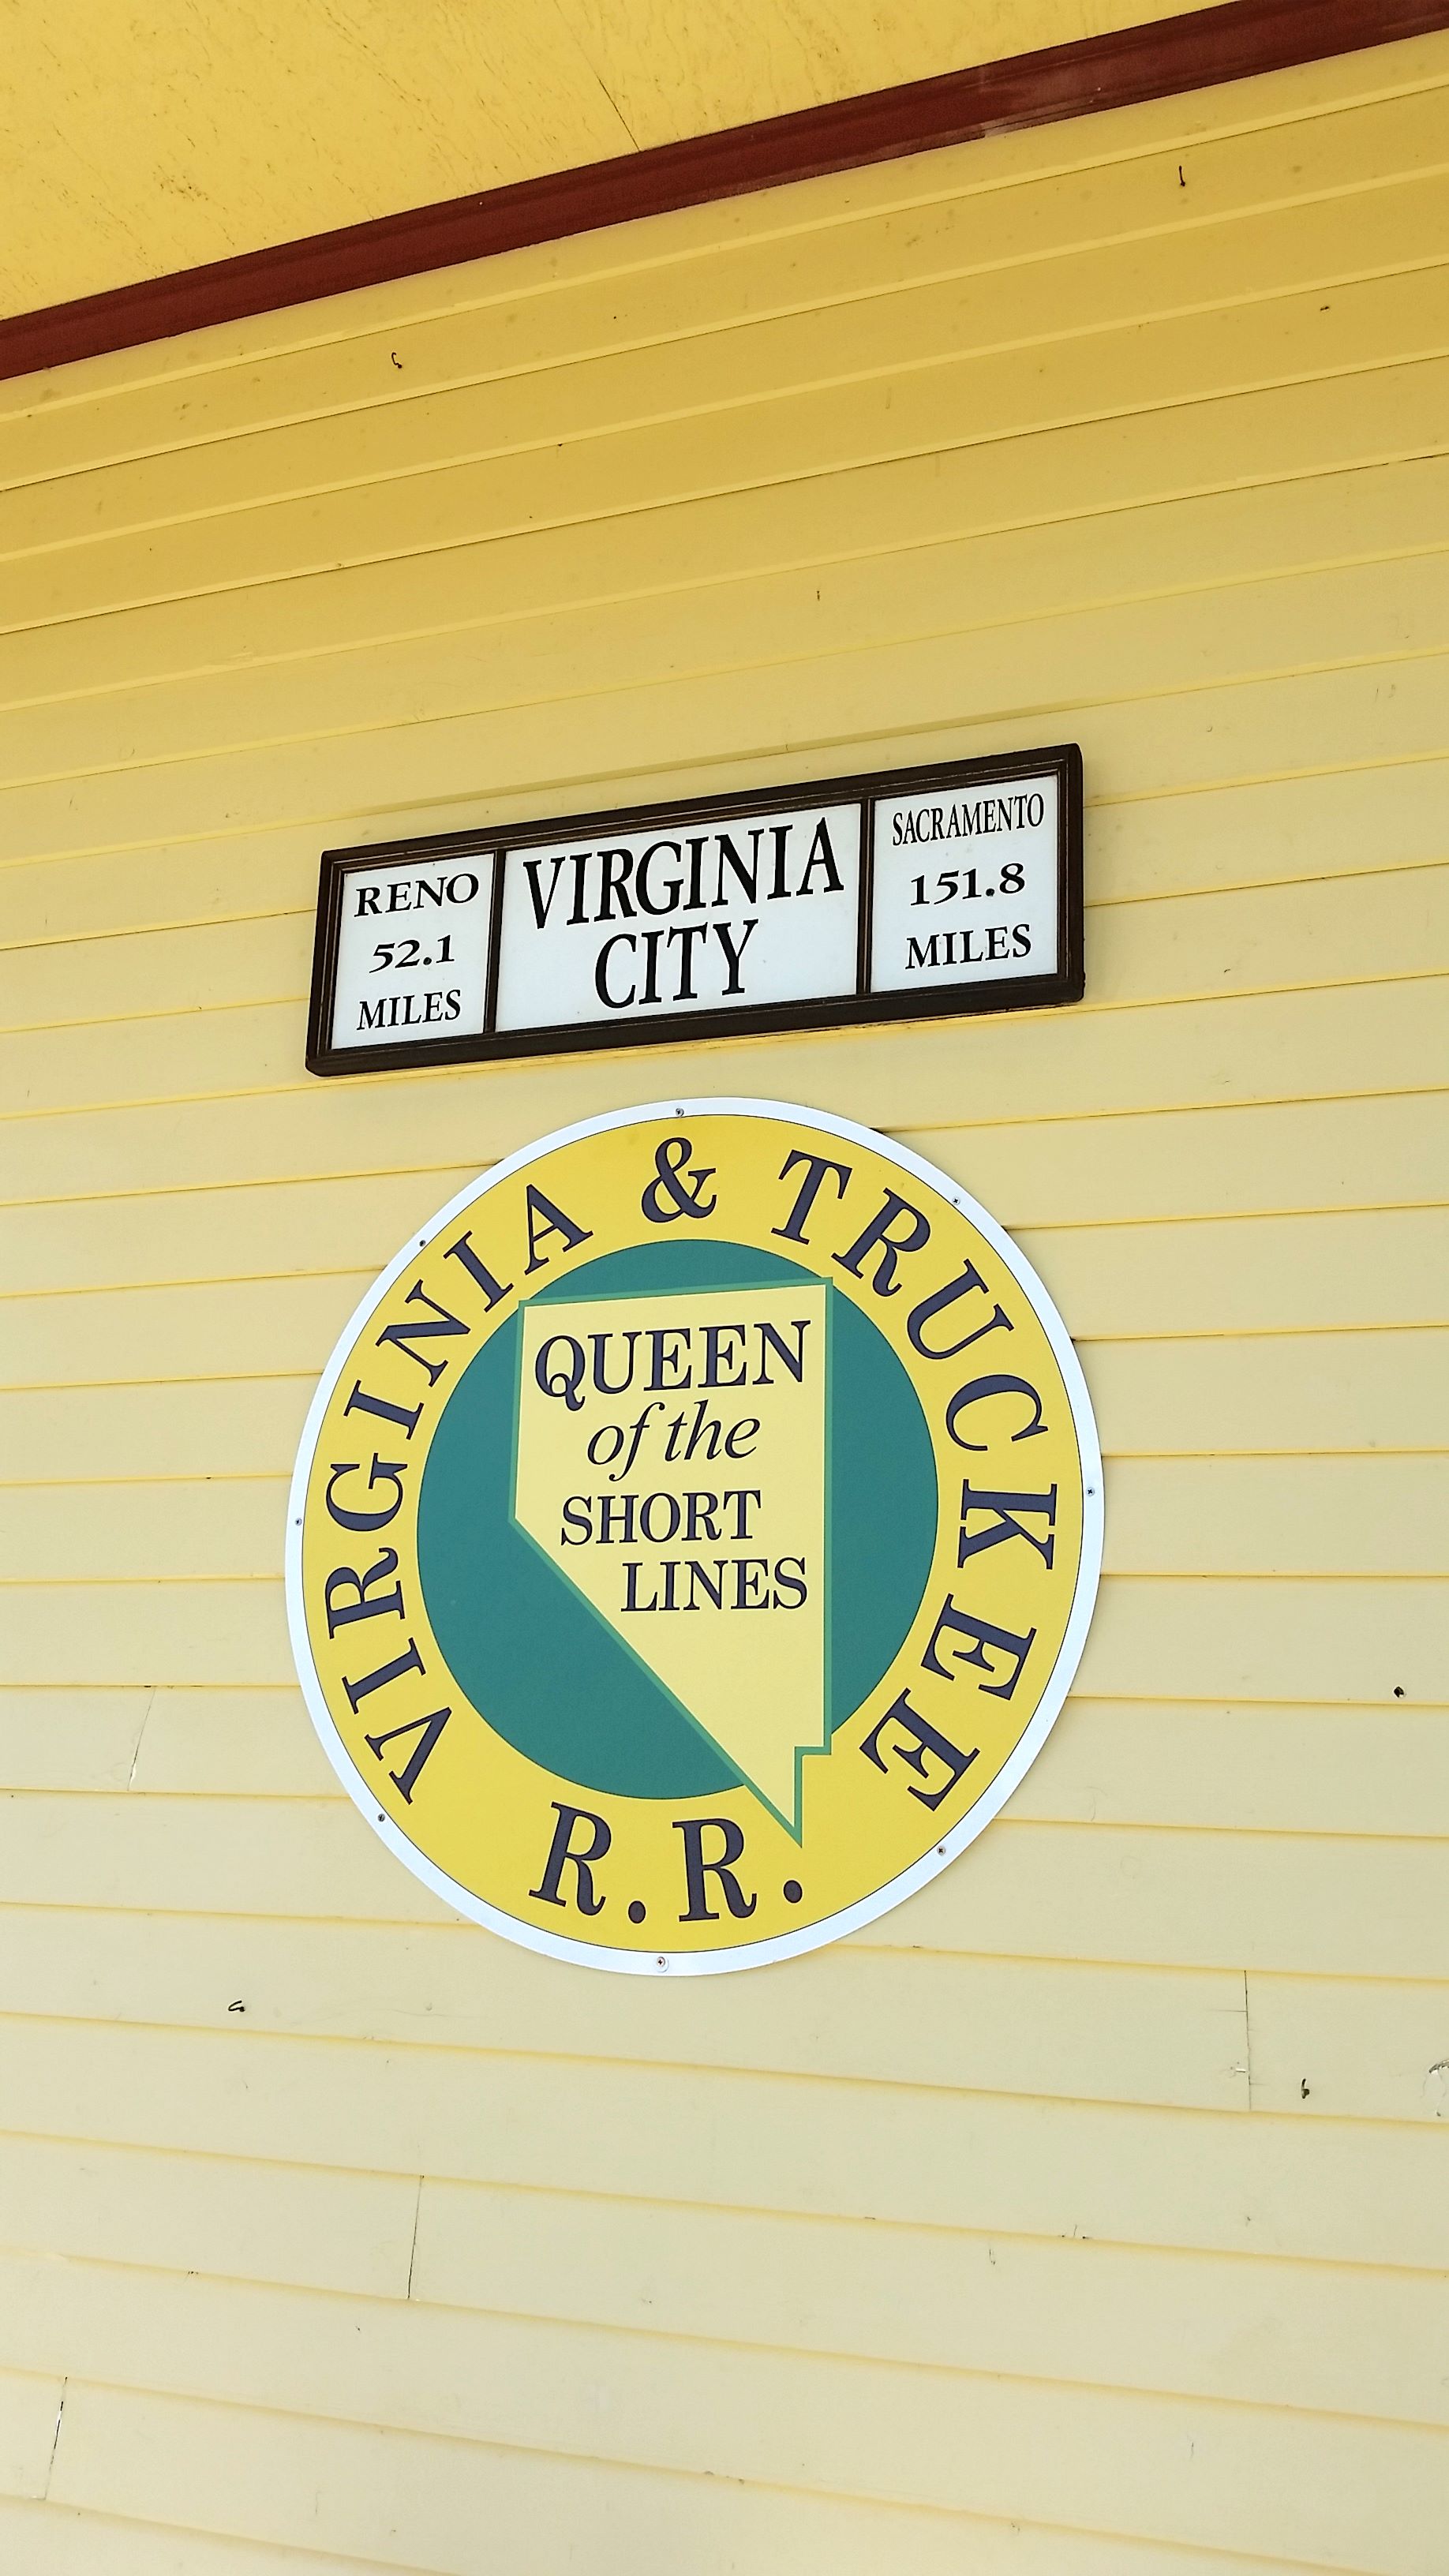 RENO
52.1
MILES
VIRGINIA
CITY
SACRAMENTO
151.8
MILES
VIRGINIA & TRUCKEE
R.R.
QUEEN
of the
SHORT
LINES